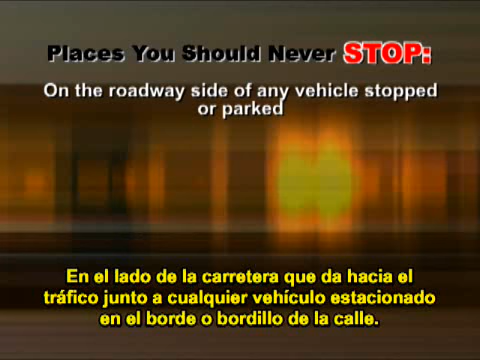 Places You Should Never STOP:
On the roadway side of any vehicle stopped
or parked
En el lado de la carretera que da hacia el
tráfico junto a cualquier vehículo estacionado
en el borde o bordillo de la calle.